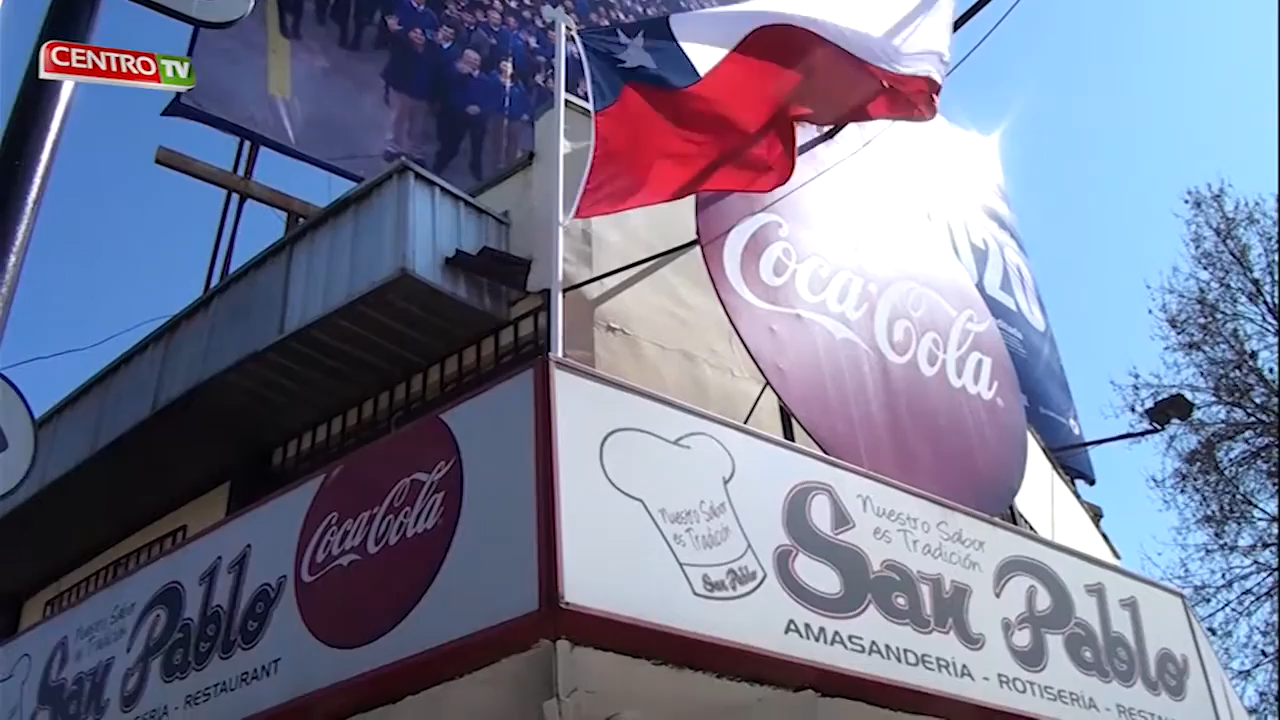 CENTRO TV
Coca-Cola
Coca-Cola
Nuestro Sabor
es Tradición
San Pablo
Nuestro Sabor
es Tradición
San Pablo
AMASANDERÍA - ROTISERÍA -
Nuestro Sabor
es Tradición
San Pablo
- RESTAURANT